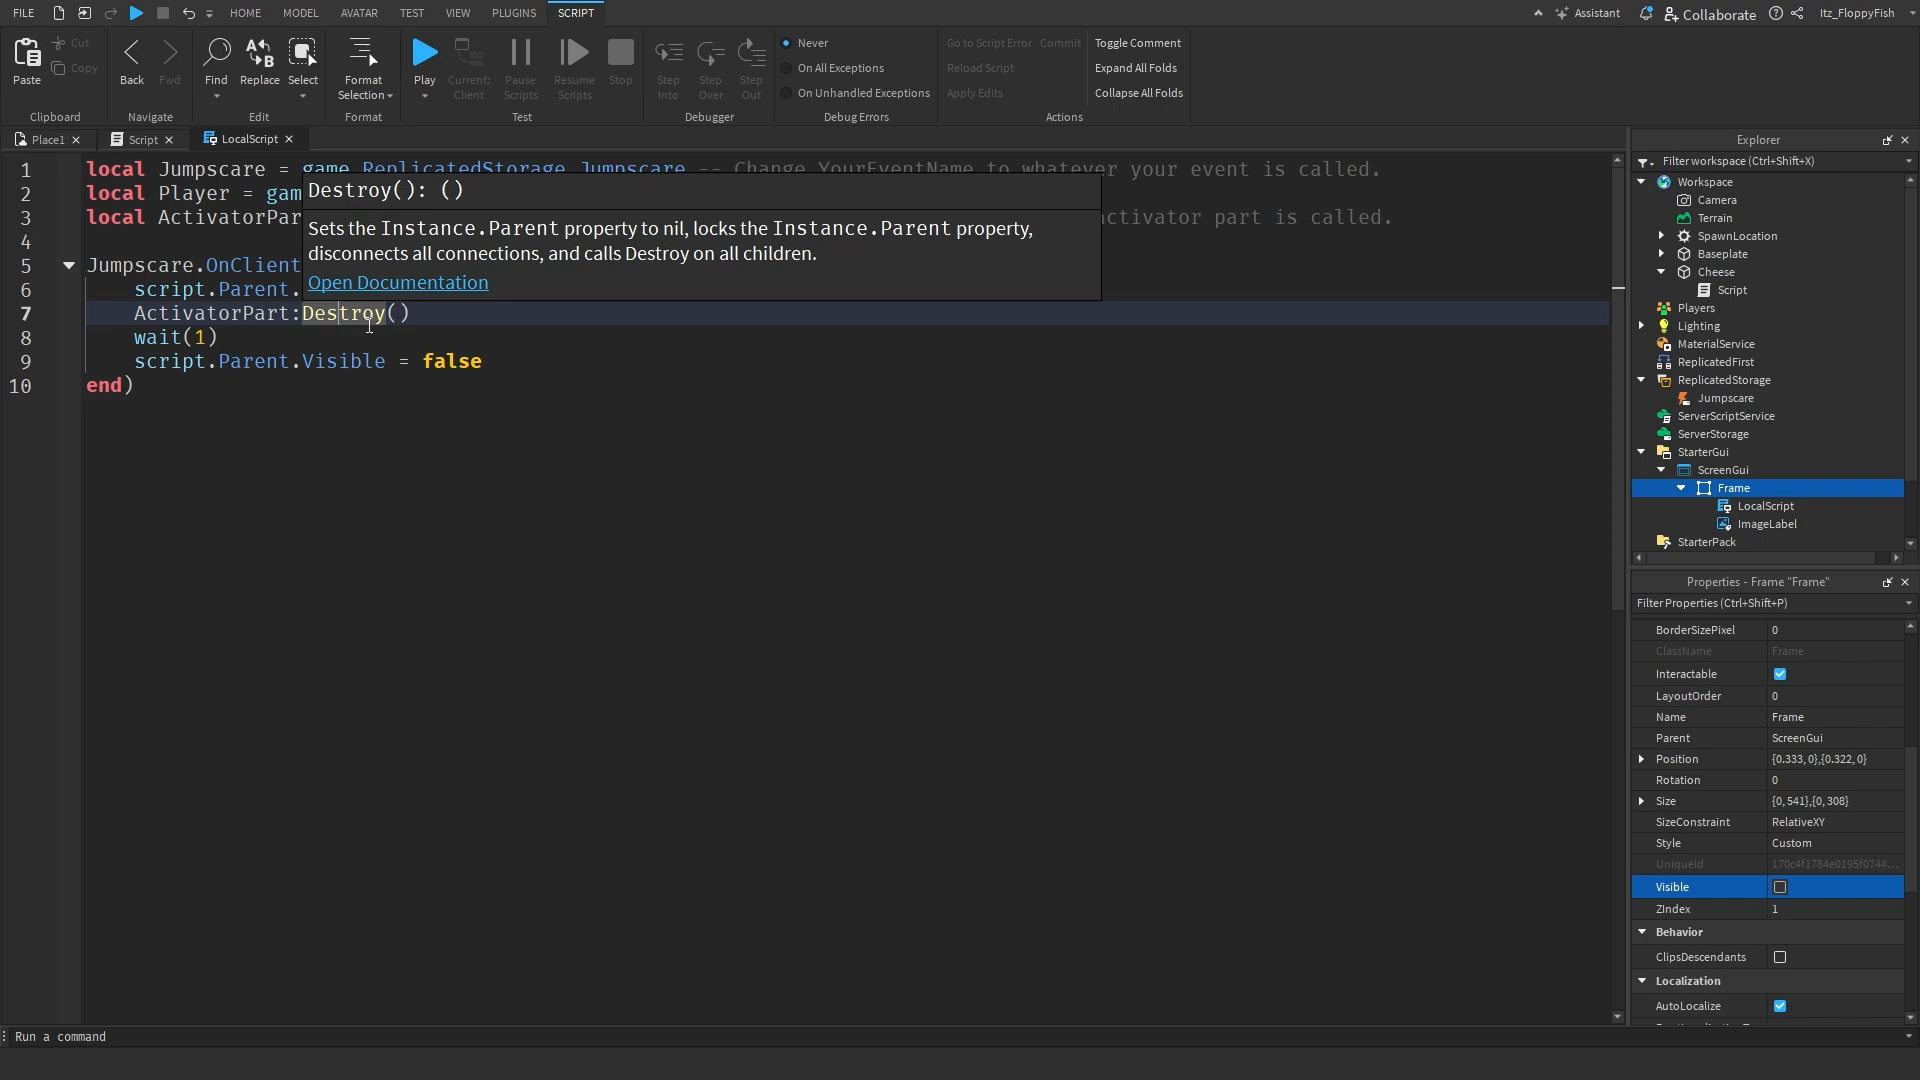 FILE HOME MODEL AVATAR TEST VIEW PLUGINS SCRIPT Assistant Collaborate Itz_FloppyFish
Paste Cut Copy
Clipboard
Back Fwd
Navigate
Find Replace Select
Edit
Format Selection
Format
Play Current: Client Pause Scripts Resume Scripts Stop
Test
Step Into Step Over Step Out
Debugger
Never
On All Exceptions
On Unhandled Exceptions
Debug Errors
Go to Script Error Commit Toggle Comment
Reload Script Expand All Folds
Apply Edits Collapse All Folds
Actions
Place1 Script LocalScript
1 local Jumpscare = game.ReplicatedStorage.Jumpscare -- Change YourEventName to whatever your event is called.
2 local Player = gam
3 local ActivatorPar ctivator part is called.
4
5 Jumpscare.OnClient
6 script.Parent.
7 ActivatorPart:Destroy()
8 wait(1)
9 script.Parent.Visible = false
10 end)
Destroy(): ()
Sets the Instance.Parent property to nil, locks the Instance.Parent property,
disconnects all connections, and calls Destroy on all children.
Open Documentation
Explorer
Filter workspace (Ctrl+Shift+X)
Workspace
Camera
Terrain
SpawnLocation
Baseplate
Cheese
Script
Players
Lighting
MaterialService
ReplicatedFirst
ReplicatedStorage
Jumpscare
ServerScriptService
ServerStorage
StarterGui
ScreenGui
Frame
LocalScript
ImageLabel
StarterPack
Properties - Frame "Frame"
Filter Properties (Ctrl+Shift+P)
BorderSizePixel 0
ClassName Frame
Interactable
LayoutOrder 0
Name Frame
Parent ScreenGui
Position {0.333, 0},{0.322, 0}
Rotation 0
Size {0, 541},{0, 308}
SizeConstraint RelativeXY
Style Custom
UniqueId 170c4f1784e0195f0744...
Visible
ZIndex 1
Behavior
ClipsDescendants
Localization
AutoLocalize
Run a command